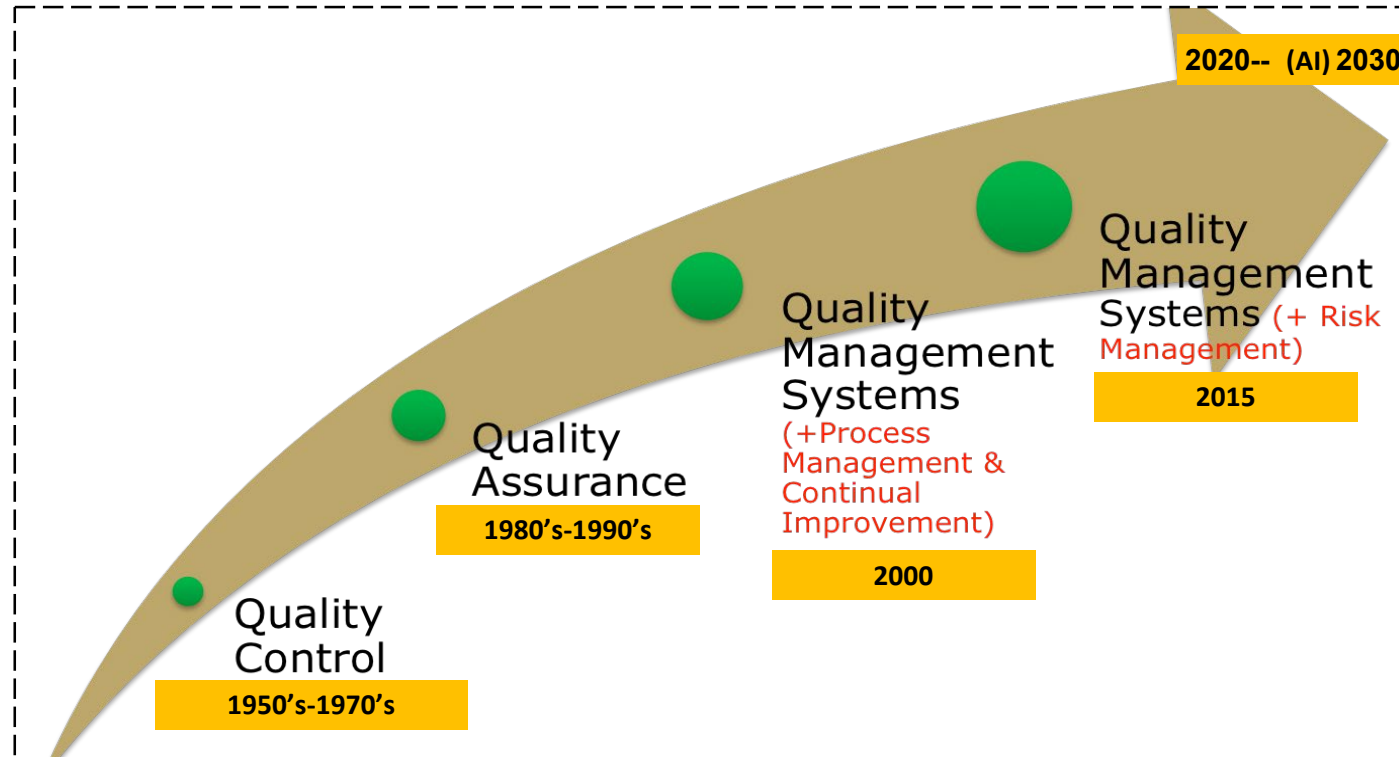 2020-- (AI) 2030
Quality
Management
Systems (+ Risk
Management)
2015
Quality
Management
Systems
(+Process
Management &
Continual
Improvement)
2000
Quality
Assurance
1980’s-1990’s
Quality
Control
1950’s-1970’s